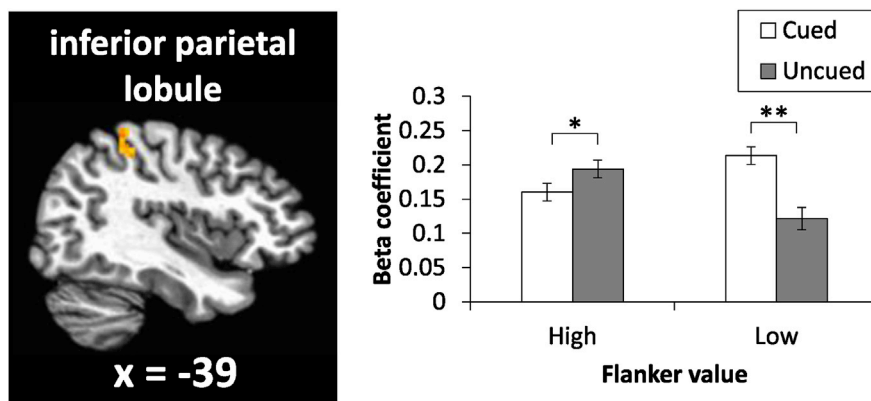 inferior parietal
lobule
x = -39
Cued
Uncued
Beta coefficient
0.3
0.25
0.2
0.15
0.1
0.05
0
*
**
High
Low
Flanker value